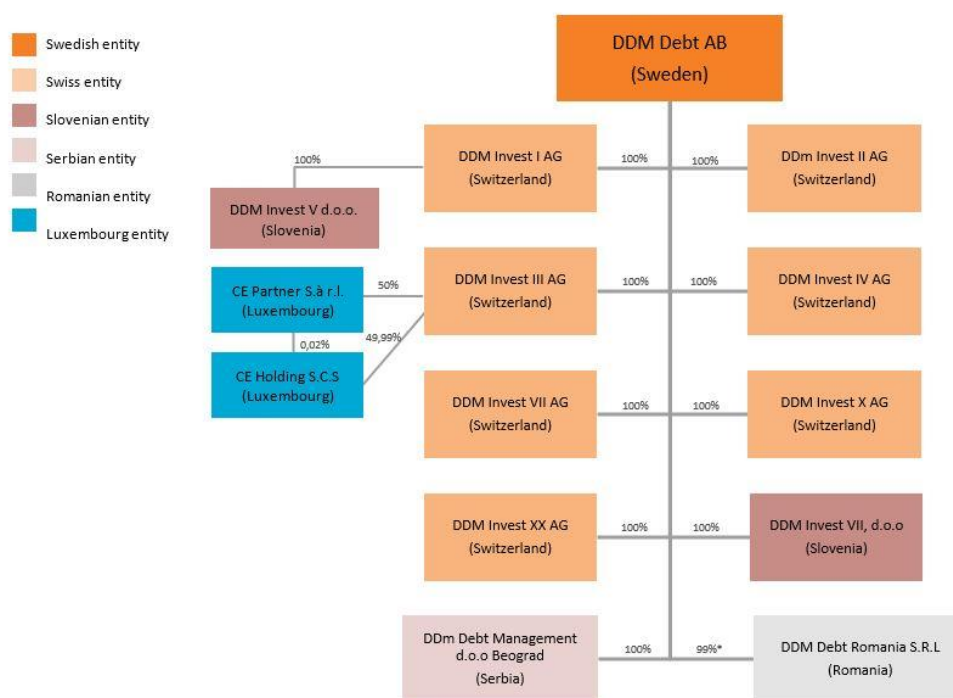 Swedish entity
Swiss entity
Slovenian entity
Serbian entity
Romanian entity
Luxembourg entity
DDM Debt AB
(Sweden)
DDM Invest I AG
(Switzerland)
100%
100%
DDm Invest II AG
(Switzerland)
100%
DDM Invest V d.o.o.
(Slovenia)
DDM Invest III AG
(Switzerland)
100%
100%
DDM Invest IV AG
(Switzerland)
CE Partner S.à r.l.
(Luxembourg)
50%
0,02%
49,99%
CE Holding S.C.S
(Luxembourg)
DDM Invest VII AG
(Switzerland)
100%
100%
DDM Invest X AG
(Switzerland)
DDM Invest XX AG
(Switzerland)
100%
100%
DDM Invest VII, d.o.o
(Slovenia)
DDm Debt Management
d.o.o Beograd
(Serbia)
100%
99%*
DDM Debt Romania S.R.L
(Romania)